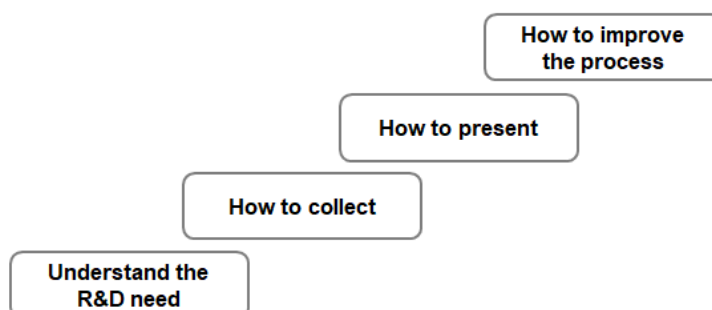 How to improve
the process
How to present
How to collect
Understand the
R&D need